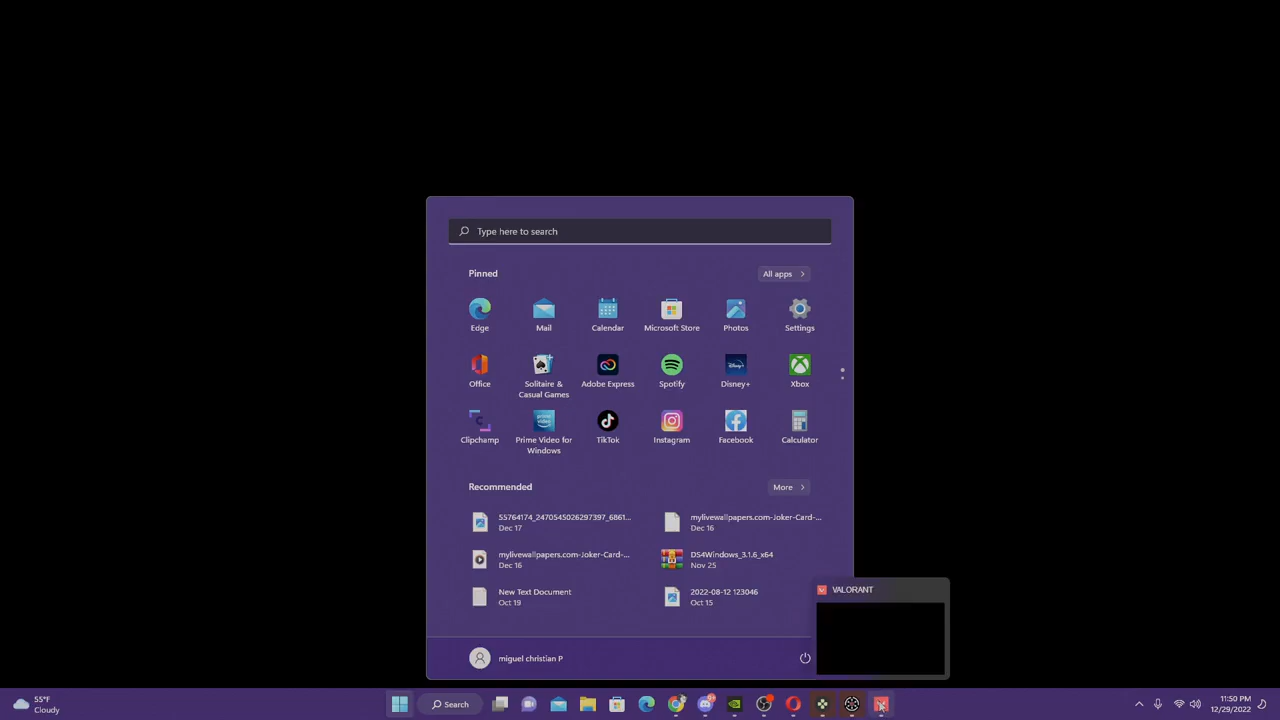 Type here to search
Pinned
All apps
Edge
Mail
Calendar
Microsoft Store
Photos
Settings
Office
Solitaire &
Casual Games
Adobe Express
Spotify
Disney+
Xbox
Clipchamp
Prime Video for
Windows
TikTok
Instagram
Facebook
Calculator
Recommended
More
55764174_2470545026297397_6861...
Dec 17
mylivewallpapers.com-Joker-Card-...
Dec 16
mylivewallpapers.com-Joker-Card-...
Dec 16
DS4Windows_3.1.6_x64
Nov 25
New Text Document
Oct 19
2022-08-12 123046
Oct 15
VALORANT
miguel christian P
55°F
Cloudy
Search
11:50 PM
12/29/2022